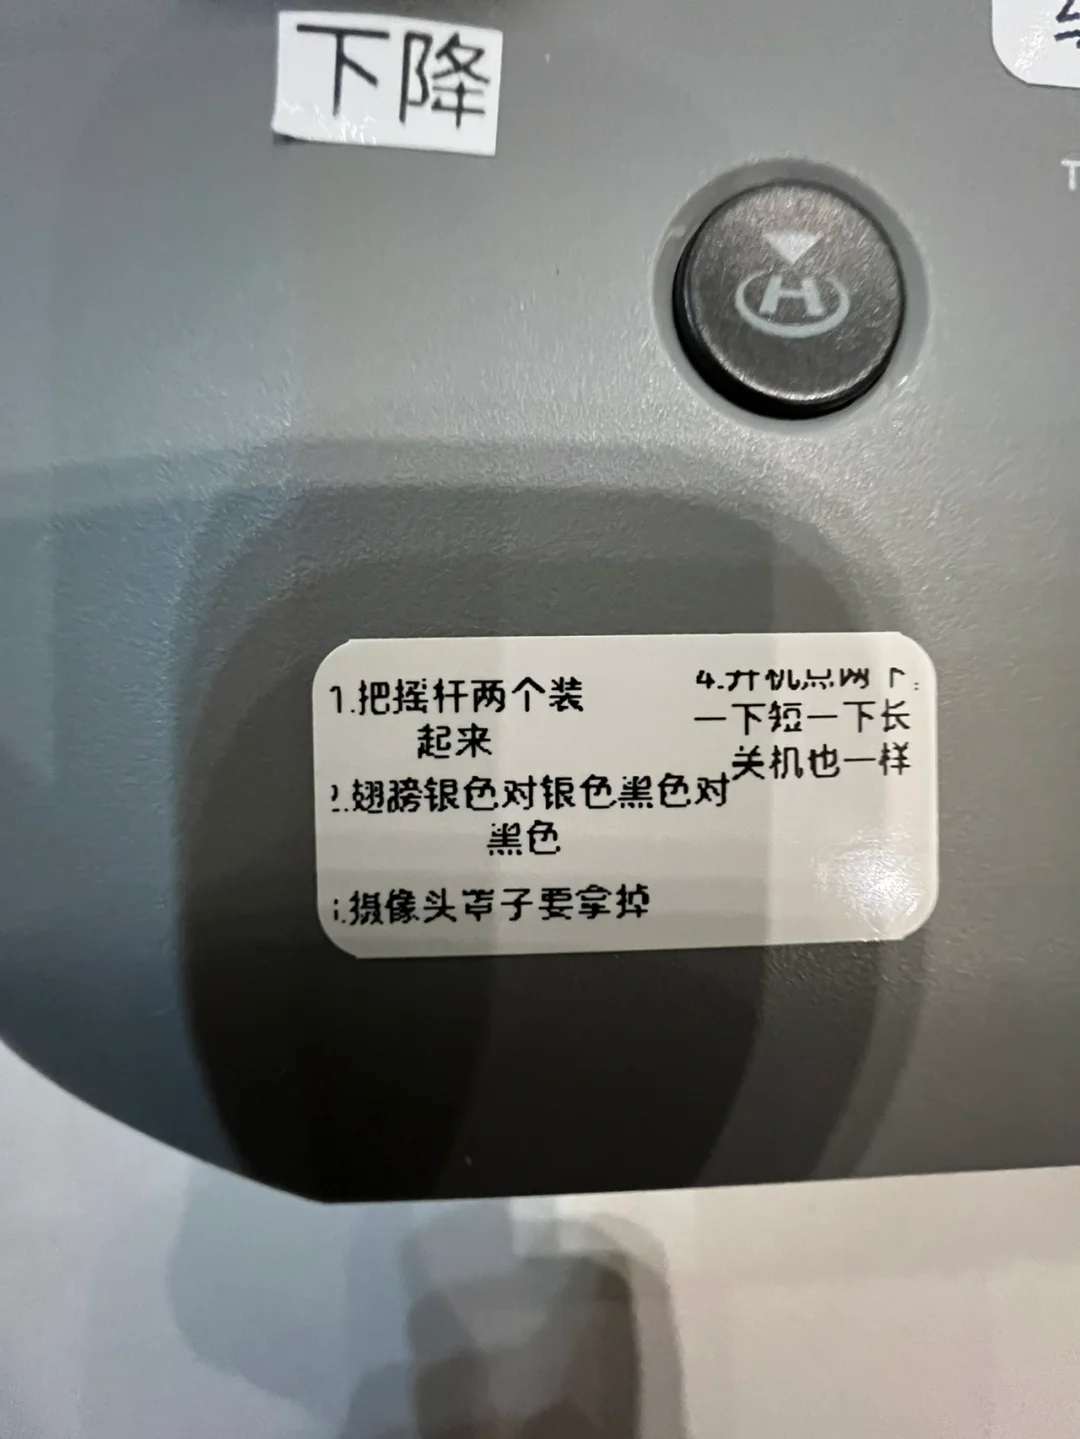 下降
H
T
1.把摇杆两个装
起来
2.翅膀银色对银色黑色对
黑色
摄像头罩子要拿掉
4.开机点两下:
一下短一下长
关机也一样